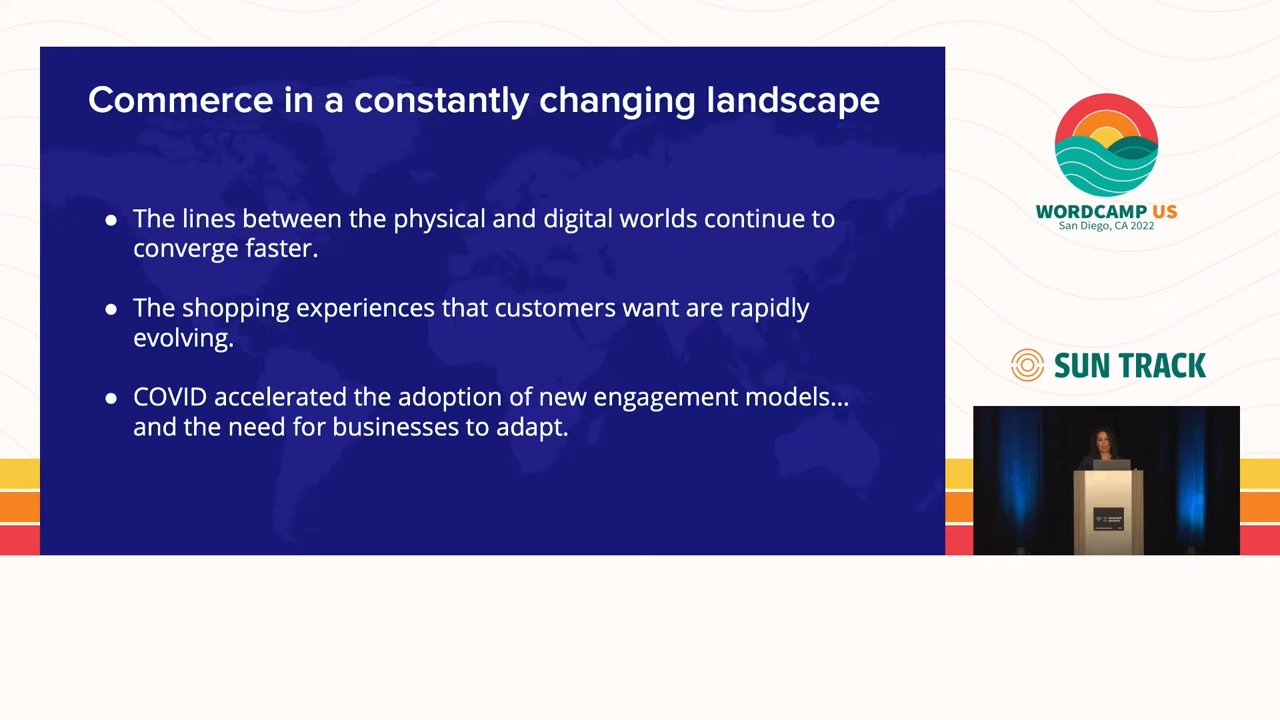 Commerce in a constantly changing landscape
● The lines between the physical and digital worlds continue to
converge faster.
● The shopping experiences that customers want are rapidly
evolving.
● COVID accelerated the adoption of new engagement models...
and the need for businesses to adapt.
WORDCAMP US
San Diego, CA 2022
SUN TRACK